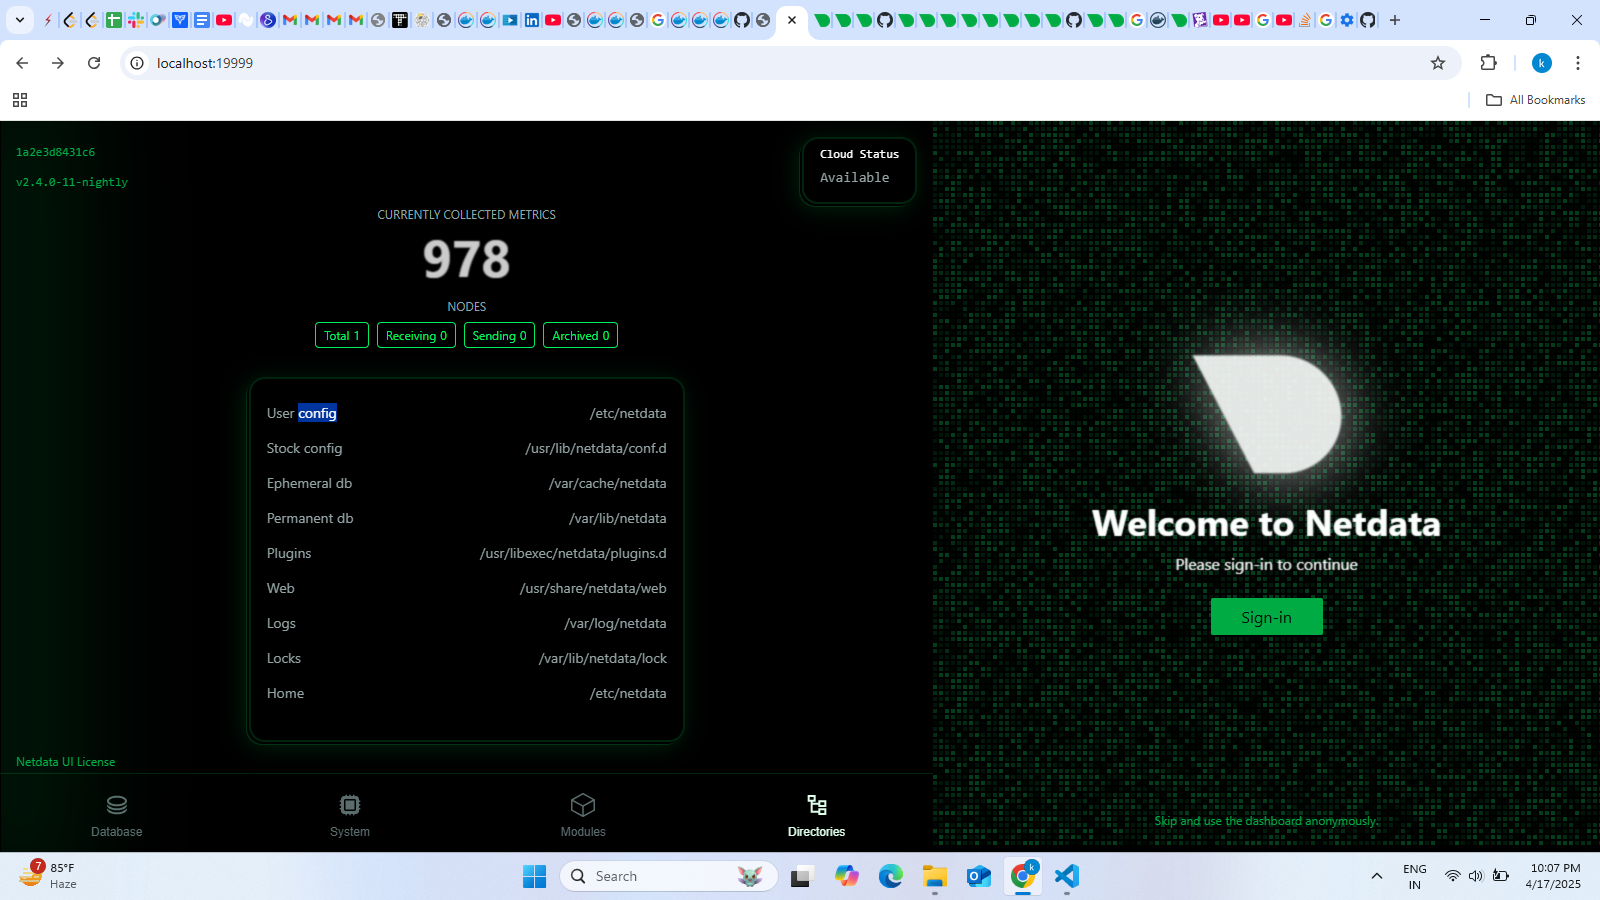 localhost:19999
k
All Bookmarks
1a2e3d8431c6
v2.4.0-11-nightly
Cloud Status
Available
CURRENTLY COLLECTED METRICS
978
NODES
Total 1
Receiving 0
Sending 0
Archived 0
User config /etc/netdata
Stock config /usr/lib/netdata/conf.d
Ephemeral db /var/cache/netdata
Permanent db /var/lib/netdata
Plugins /usr/libexec/netdata/plugins.d
Web /usr/share/netdata/web
Logs /var/log/netdata
Locks /var/lib/netdata/lock
Home /etc/netdata
Netdata UI License
Database
System
Modules
Directories
Welcome to Netdata
Please sign-in to continue
Sign-in
Skip and use the dashboard anonymously.
7
85°F
Haze
Search
k
ENG
IN
10:07 PM
4/17/2025